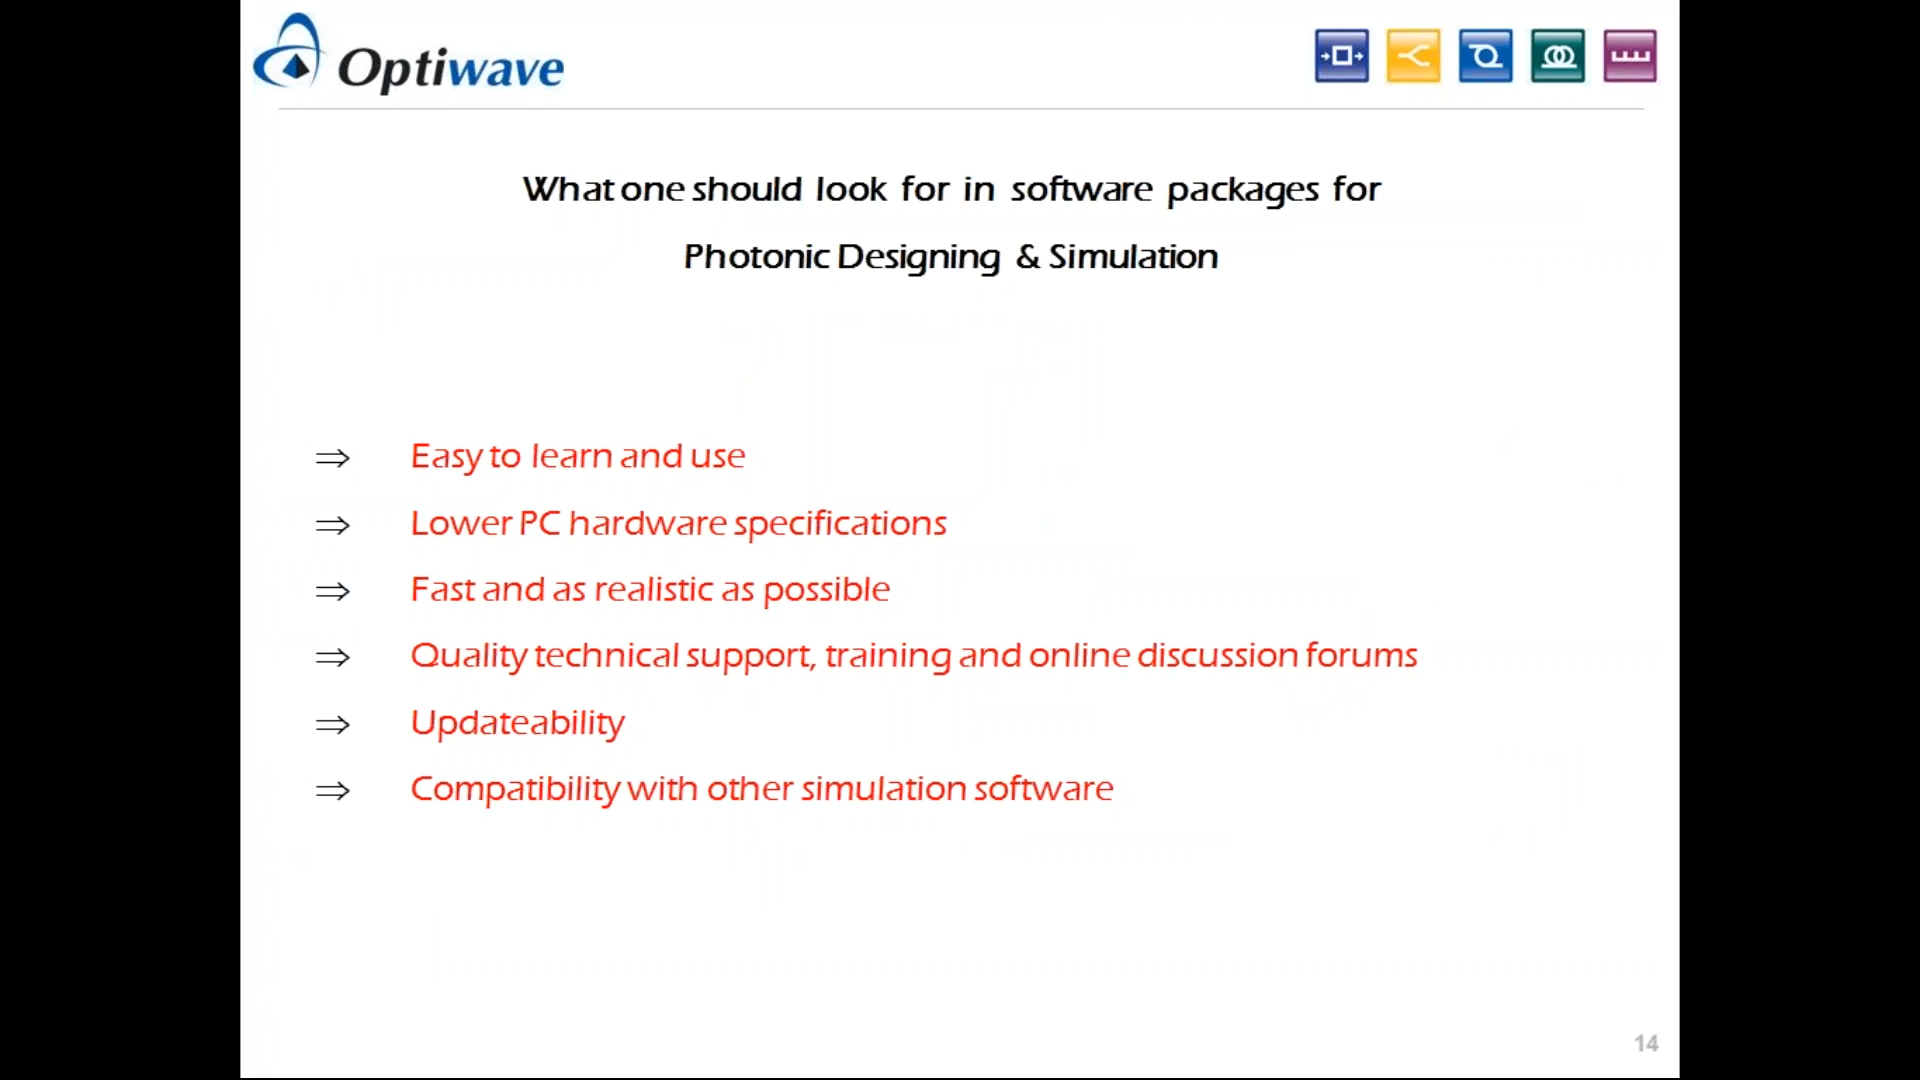 Optiwave
What one should look for in software packages for
Photonic Designing & Simulation
⇒ Easy to learn and use
⇒ Lower PC hardware specifications
⇒ Fast and as realistic as possible
⇒ Quality technical support, training and online discussion forums
⇒ Updateability
⇒ Compatibility with other simulation software
14